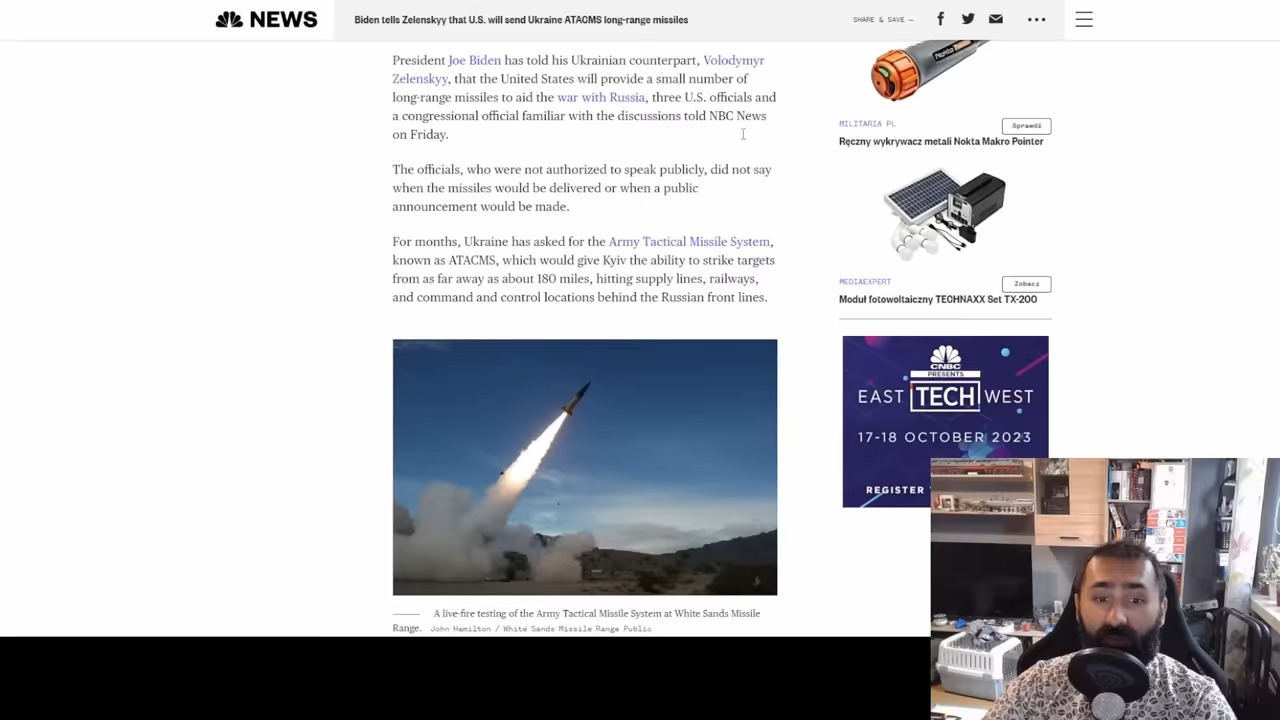 NEWS
Biden tells Zelenskyy that U.S. will send Ukraine ATACMS long-range missiles
SHARE & SAVE —
President Joe Biden has told his Ukrainian counterpart, Volodymyr
Zelenskyy, that the United States will provide a small number of
long-range missiles to aid the war with Russia, three U.S. officials and
a congressional official familiar with the discussions told NBC News
on Friday.
The officials, who were not authorized to speak publicly, did not say
when the missiles would be delivered or when a public
announcement would be made.
For months, Ukraine has asked for the Army Tactical Missile System,
known as ATACMS, which would give Kyiv the ability to strike targets
from as far away as about 180 miles, hitting supply lines, railways,
and command and control locations behind the Russian front lines.
A live-fire testing of the Army Tactical Missile System at White Sands Missile
Range. John Hamilton / White Sands Missile Range Public
MILITARIA PL
Sprawdź
Ręczny wykrywacz metali Nokta Makro Pointer
MEDIAEXPERT
Zobacz
Moduł fotowoltaiczny TECHNAXX Set TX-200
CNBC
PRESENTS
EAST TECH WEST
17-18 OCTOBER 2023
REGISTER